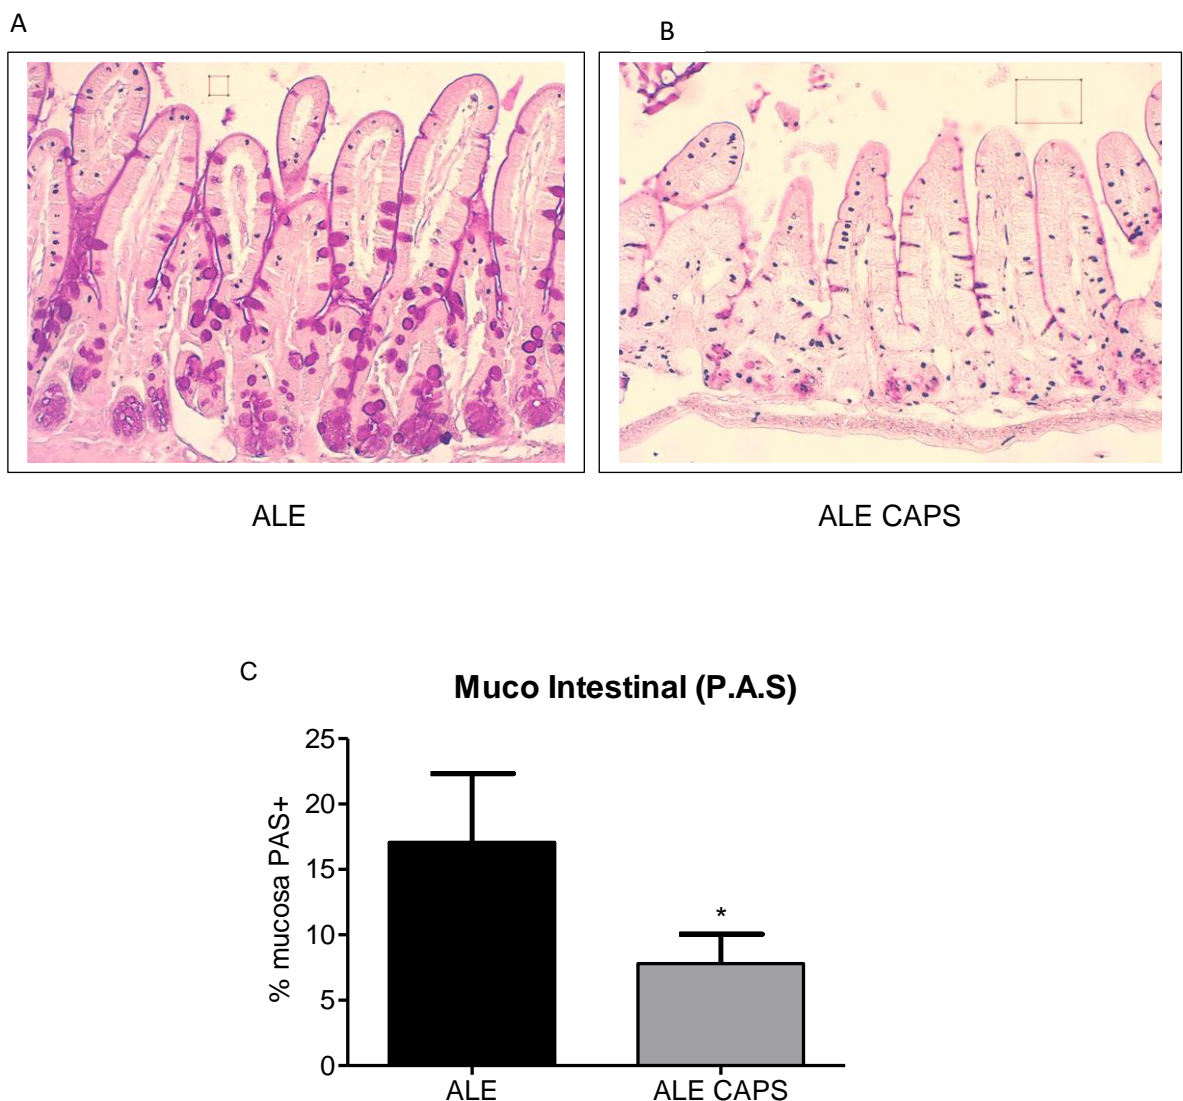 A
B
ALE
ALE CAPS
C
Muco Intestinal (P.A.S)
% mucosa PAS+
25
20
15
10
5
0
*
ALE
ALE CAPS